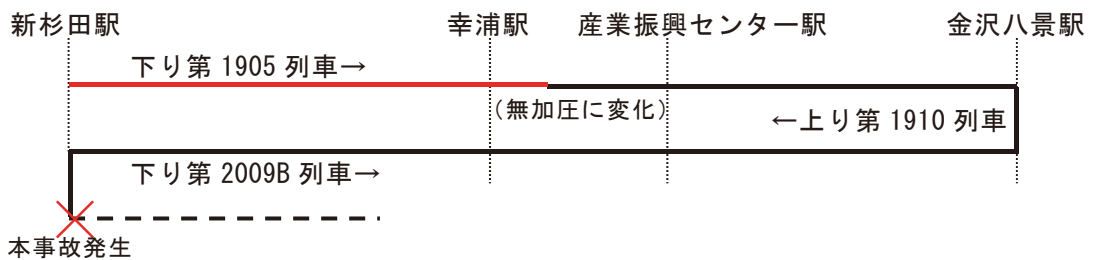 新杉田駅 幸浦駅 産業振興センター駅 金沢八景駅
下り第 1905 列車→
（無加圧に変化）
←上り第 1910 列車
下り第 2009B 列車→
本事故発生